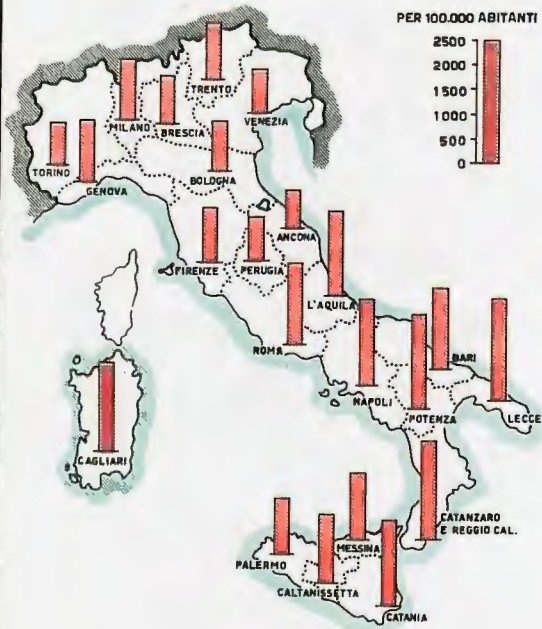 PER 100.000 ABITANTI
2500
2000
1500
1000
500
0
TRENTO
MILANO
BRESCIA
VENEZIA
TORINO
GENOVA
BOLOGNA
ANCONA
FIRENZE
PERUGIA
L'AQUILA
ROMA
BARI
NAPOLI
POTENZA
LECCE
CAGLIARI
CATANZARO
E REGGIO CAL.
MESSINA
PALERMO
CALTANISSETTA
CATANIA